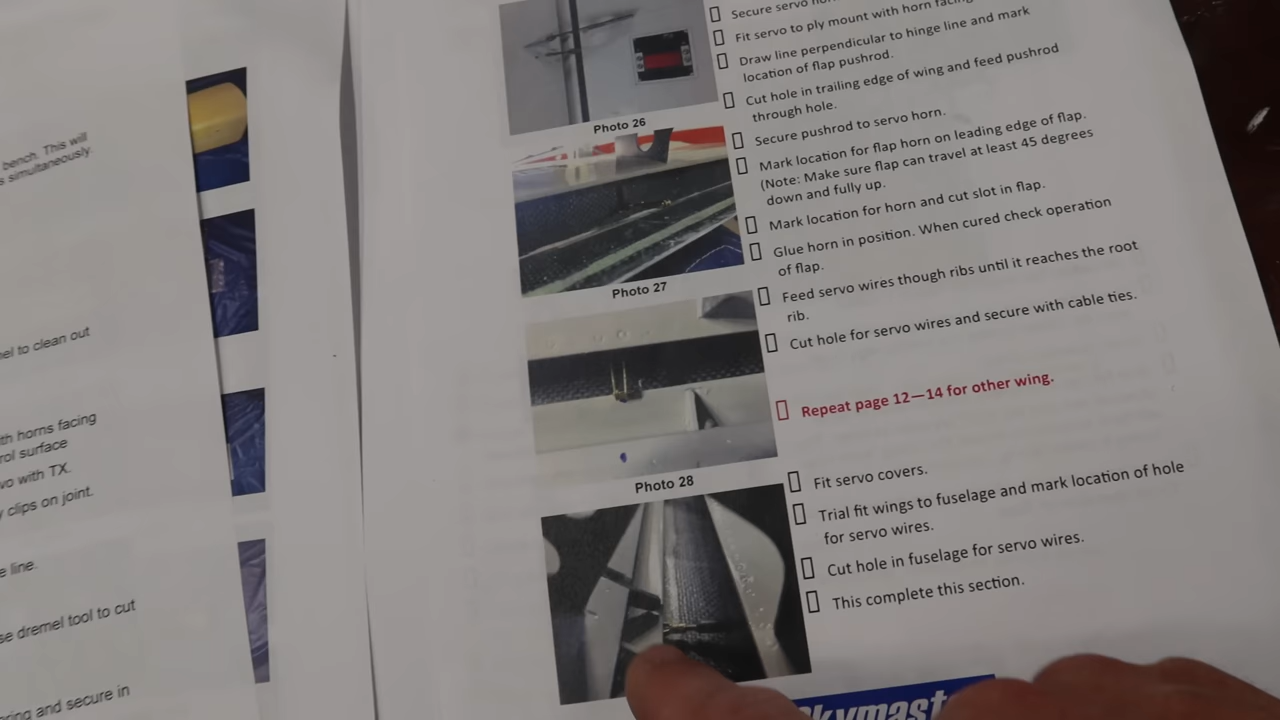 bench. This will
simultaneously
to clean out
with horns facing
surface
with TX.
clips on joint.
line.
dremel tool to cut
and secure in
Photo 26
Photo 27
Photo 28
Secure servo
Fit servo to ply mount with horn facing
Draw line perpendicular to hinge line and mark
location of flap pushrod.
Cut hole in trailing edge of wing and feed pushrod
through hole.
Secure pushrod to servo horn.
Mark location for flap horn on leading edge of flap.
(Note: Make sure flap can travel at least 45 degrees
down and fully up.
Mark location for horn and cut slot in flap.
Glue horn in position. When cured check operation
of flap.
Feed servo wires though ribs until it reaches the root
rib.
Cut hole for servo wires and secure with cable ties.
Repeat page 12—14 for other wing.
Fit servo covers.
Trial fit wings to fuselage and mark location of hole
for servo wires.
Cut hole in fuselage for servo wires.
This complete this section.